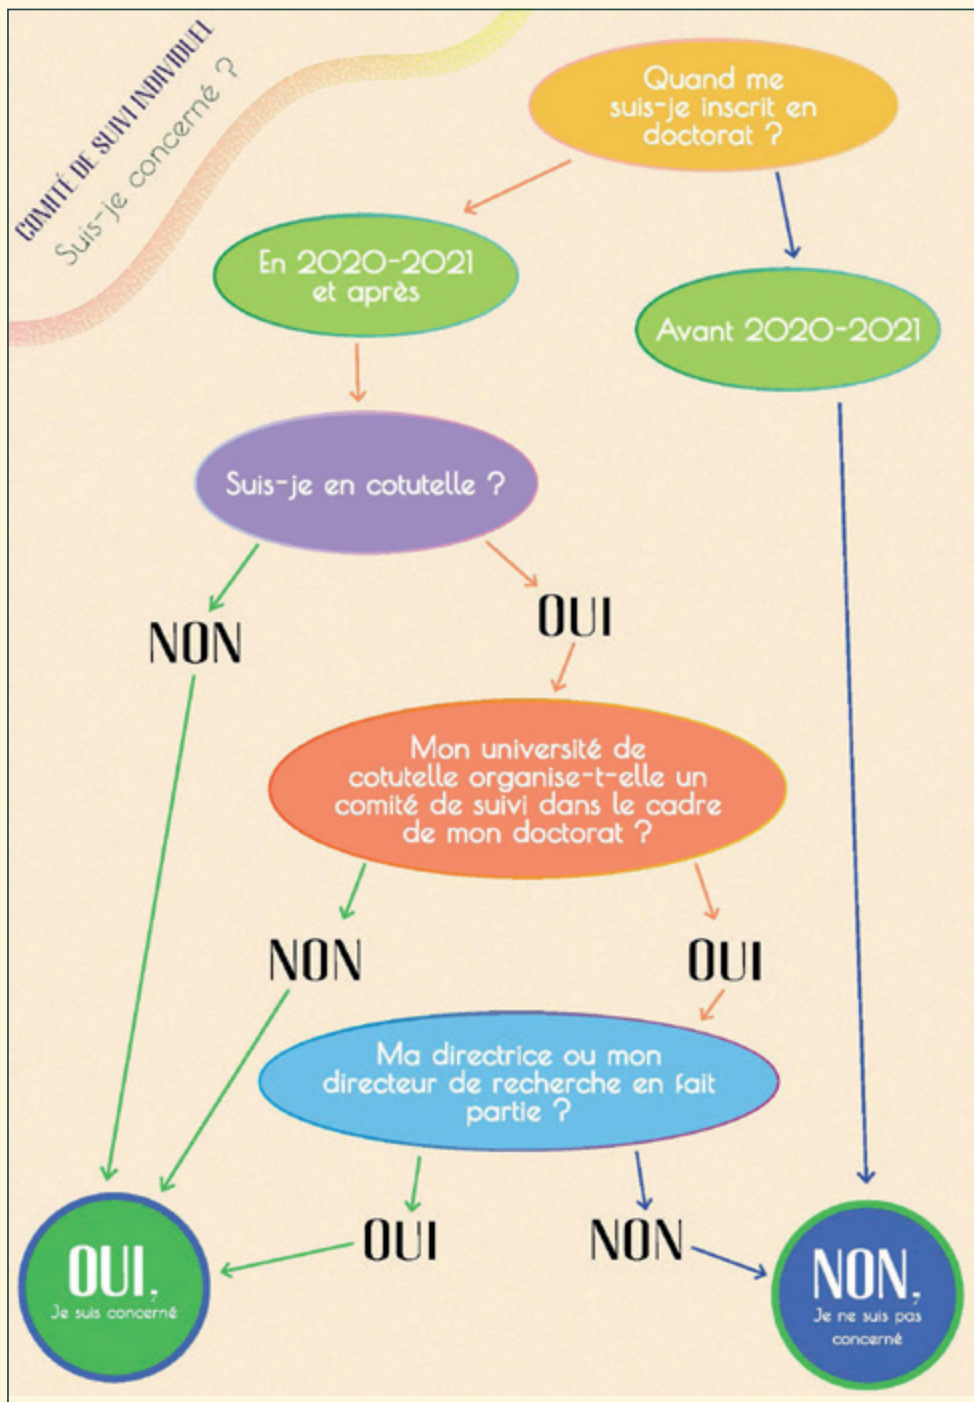 COMITÉ DE SUIVI INDIVIDUEL
Suis-je concerné ?
Quand me
suis-je inscrit en
doctorat ?
En 2020-2021
et après
Avant 2020-2021
Suis-je en cotutelle ?
NON
OUI
Mon université de
cotutelle organise-t-elle un
comité de suivi dans le cadre
de mon doctorat ?
NON
OUI
Ma directrice ou mon
directeur de recherche en fait
partie ?
OUI
NON
OUI,
Je suis concerné
NON,
Je ne suis pas
concerné